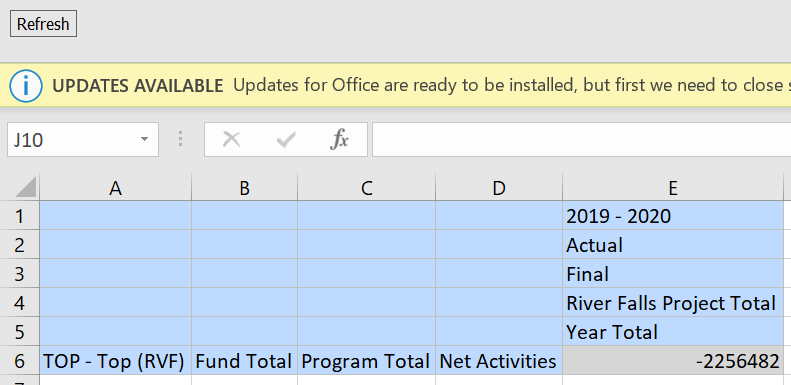 Refresh
UPDATES AVAILABLE Updates for Office are ready to be installed, but first we need to close
J10 fx
A B C D E
1 2019 - 2020
2 Actual
3 Final
4 River Falls Project Total
5 Year Total
6 TOP - Top (RVF) Fund Total Program Total Net Activities -2256482